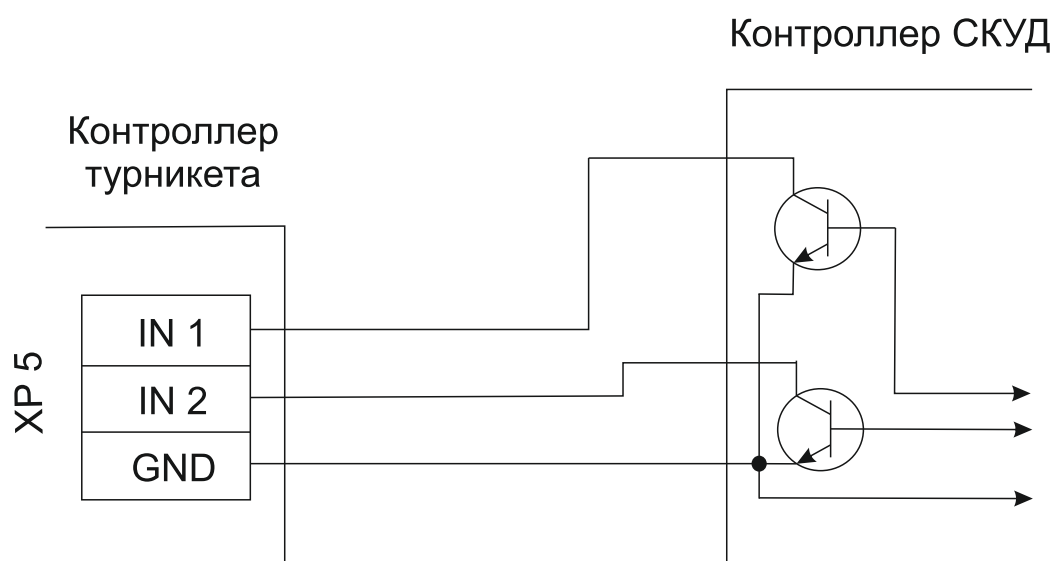 Контроллер СКУД
Контроллер
турникета
XP 5
IN 1
IN 2
GND